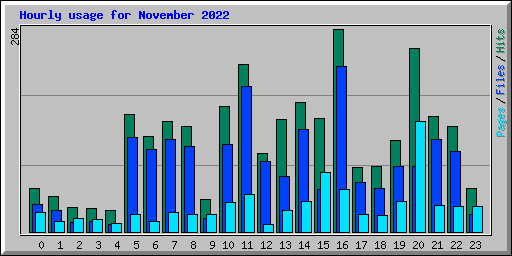 Hourly usage for November 2022
284
Pages/Files/Hits
0 1 2 3 4 5 6 7 8 9 10 11 12 13 14 15 16 17 18 19 20 21 22 23